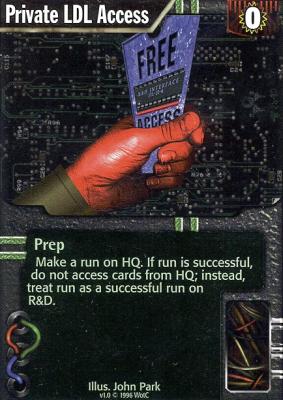 Private LDL Access
0
FREE
ACCESS
Prep
Make a run on HQ. If run is successful,
do not access cards from HQ; instead,
treat run as a successful run on
R&D.
Illus. John Park
v1.0 © 1996 WotC